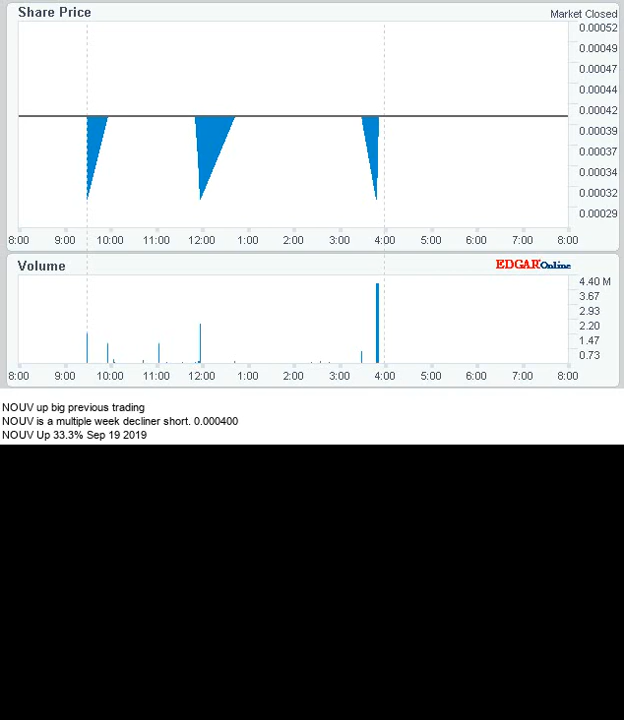 Share Price
Market Closed
0.00052
0.00049
0.00047
0.00044
0.00042
0.00039
0.00037
0.00034
0.00032
0.00029
8:00 9:00 10:00 11:00 12:00 1:00 2:00 3:00 4:00 5:00 6:00 7:00 8:00
Volume
EDGAROnline
4.40 M
3.67
2.93
2.20
1.47
0.73
8:00 9:00 10:00 11:00 12:00 1:00 2:00 3:00 4:00 5:00 6:00 7:00 8:00
NOUV up big previous trading
NOUV is a multiple week decliner short. 0.000400
NOUV Up 33.3% Sep 19 2019